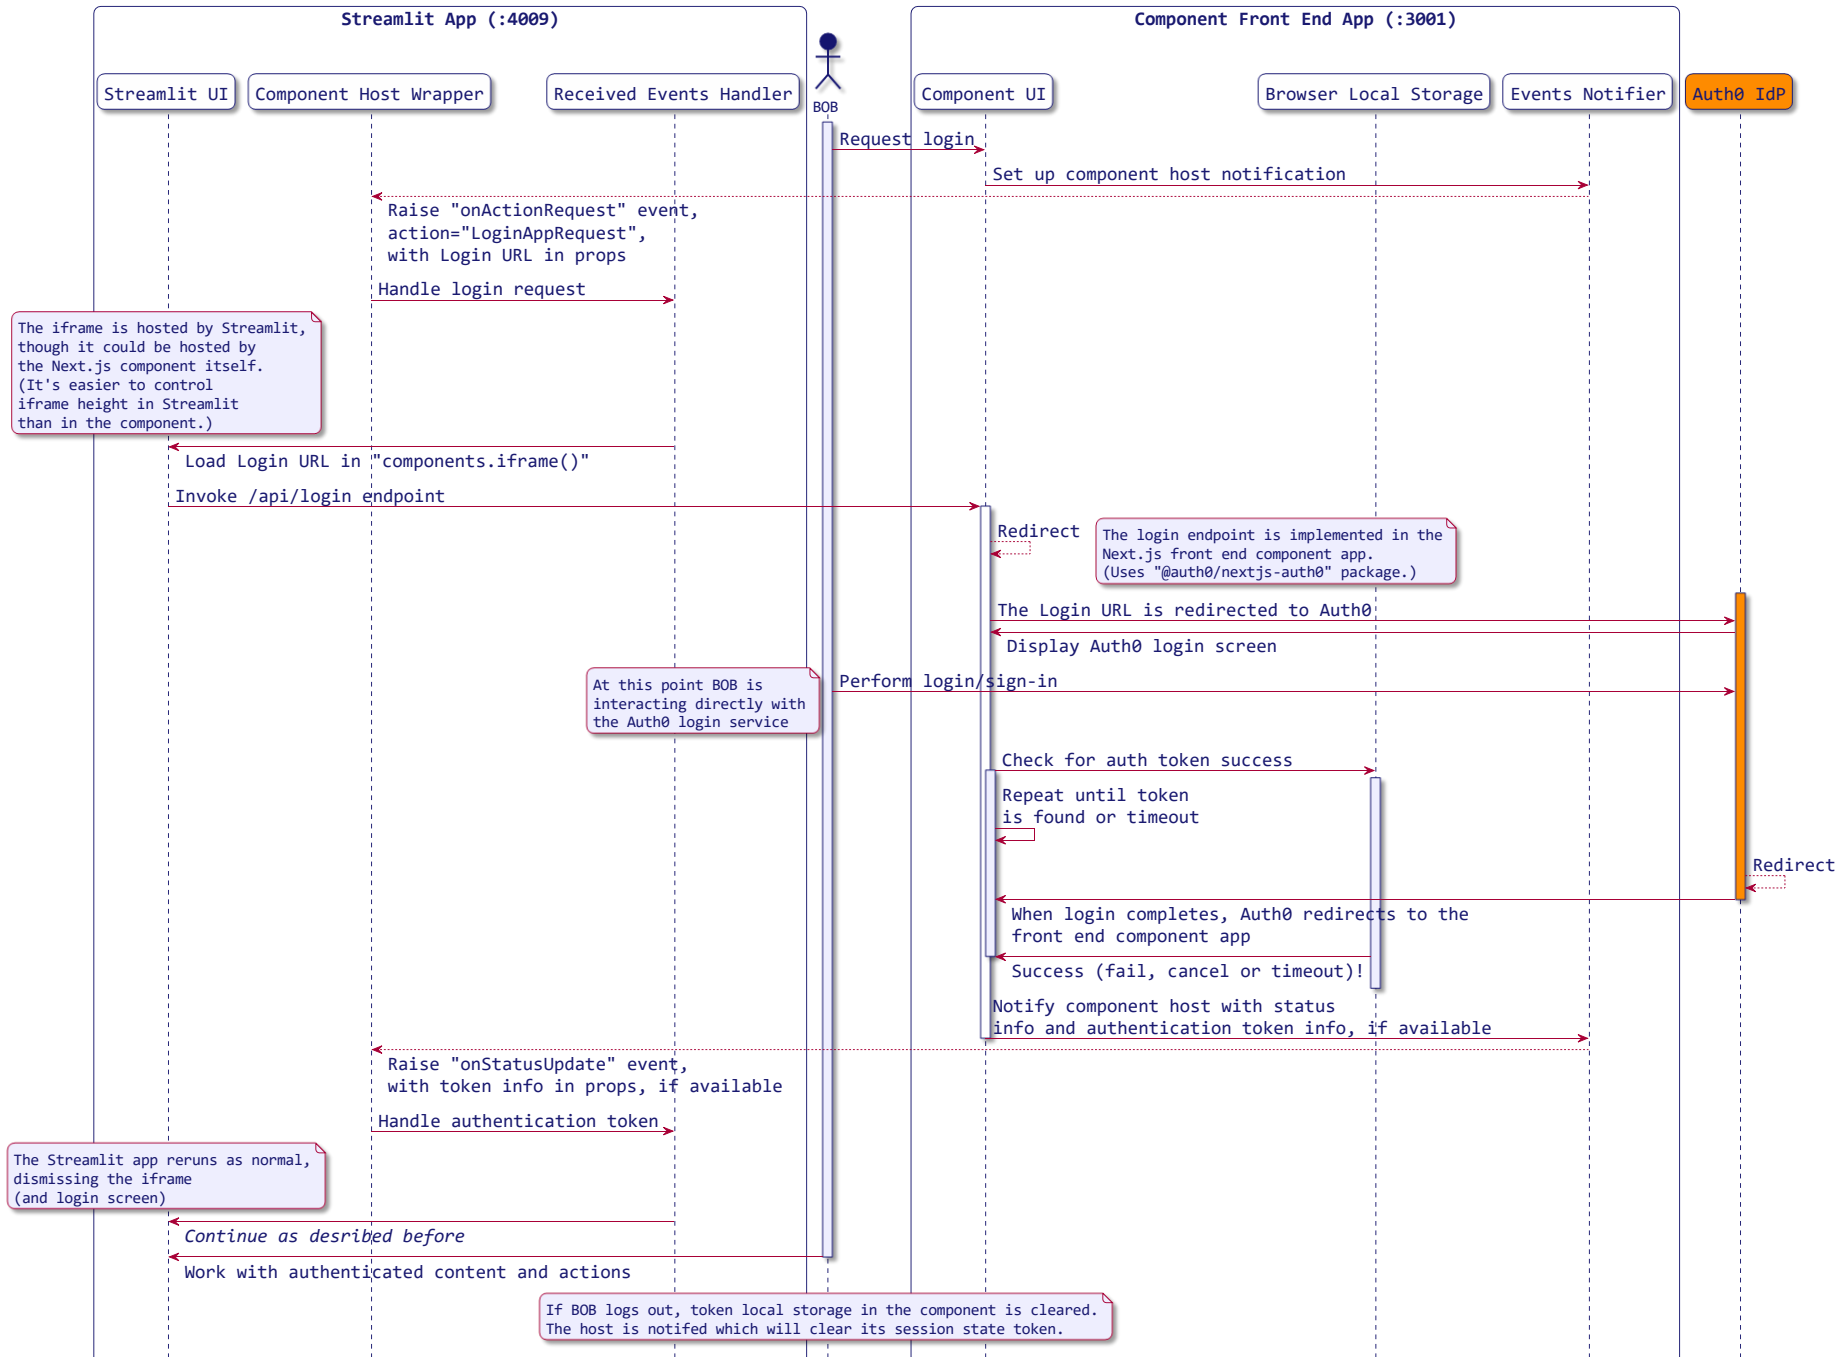 Streamlit App (:4009)
Component Front End App (:3001)
Streamlit UI
Component Host Wrapper
Received Events Handler
BOB
Component UI
Browser Local Storage
Events Notifier
Auth0 IdP
Request login
Set up component host notification
Raise "onActionRequest" event,
action="LoginAppRequest",
with Login URL in props
Handle login request
The iframe is hosted by Streamlit,
though it could be hosted by
the Next.js component itself.
(It's easier to control
iframe height in Streamlit
than in the component.)
Load Login URL in "components.iframe()"
Invoke /api/login endpoint
Redirect
The login endpoint is implemented in the
Next.js front end component app.
(Uses "@auth0/nextjs-auth0" package.)
The Login URL is redirected to Auth0
Display Auth0 login screen
At this point BOB is
interacting directly with
the Auth0 login service
Perform login/sign-in
Check for auth token success
Repeat until token
is found or timeout
Redirect
When login completes, Auth0 redirects to the
front end component app
Success (fail, cancel or timeout)!
Notify component host with status
info and authentication token info, if available
Raise "onStatusUpdate" event,
with token info in props, if available
Handle authentication token
The Streamlit app reruns as normal,
dismissing the iframe
(and login screen)
Continue as desribed before
Work with authenticated content and actions
If BOB logs out, token local storage in the component is cleared.
The host is notifed which will clear its session state token.